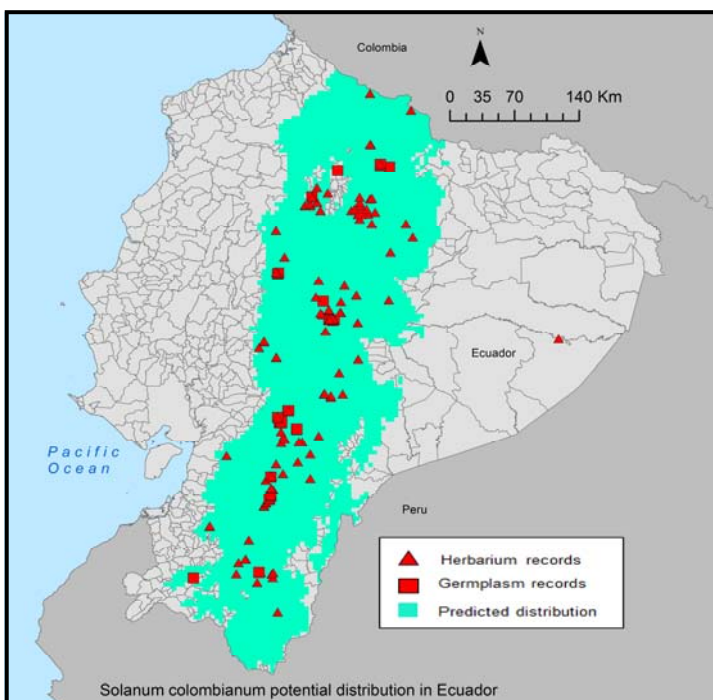 Colombia
N
0 35 70 140 Km
Ecuador
Pacific
Ocean
Peru
Herbarium records
Germplasm records
Predicted distribution
Solanum colombianum potential distribution in Ecuador